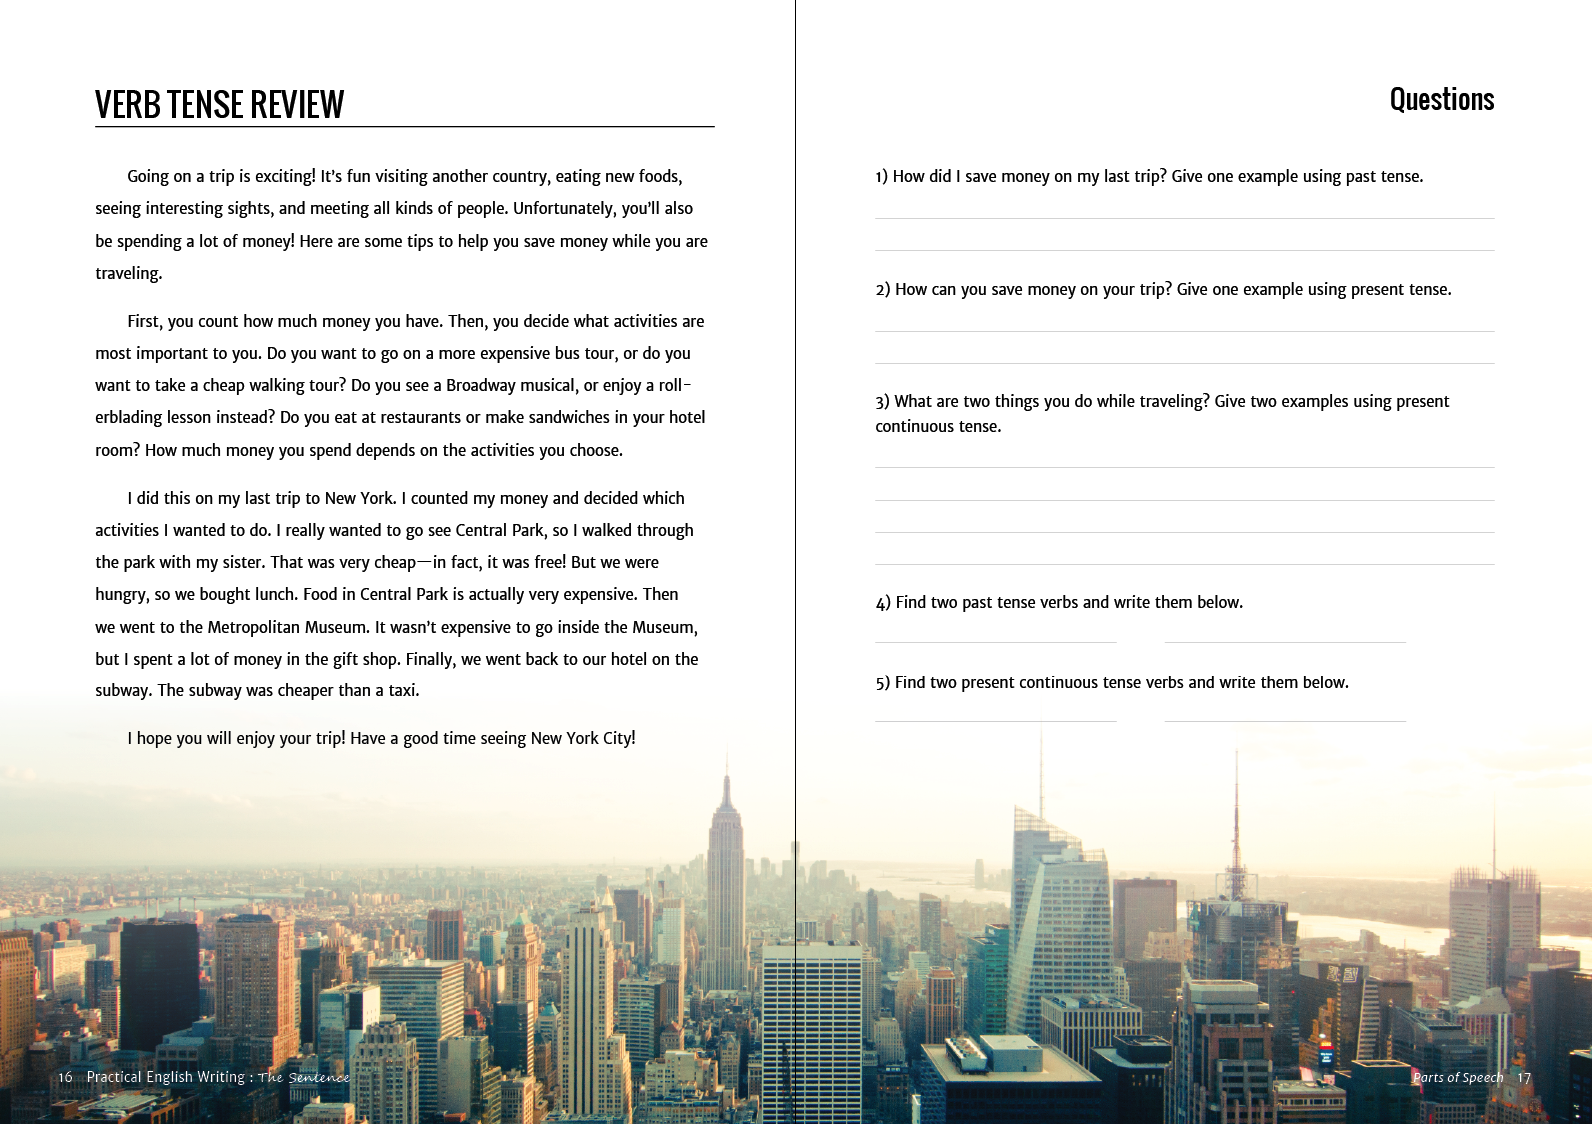 VERB TENSE REVIEW
Going on a trip is exciting! It’s fun visiting another country, eating new foods,
seeing interesting sights, and meeting all kinds of people. Unfortunately, you’ll also
be spending a lot of money! Here are some tips to help you save money while you are
traveling.
First, you count how much money you have. Then, you decide what activities are
most important to you. Do you want to go on a more expensive bus tour, or do you
want to take a cheap walking tour? Do you see a Broadway musical, or enjoy a roll-
erblading lesson instead? Do you eat at restaurants or make sandwiches in your hotel
room? How much money you spend depends on the activities you choose.
I did this on my last trip to New York. I counted my money and decided which
activities I wanted to do. I really wanted to go see Central Park, so I walked through
the park with my sister. That was very cheap—in fact, it was free! But we were
hungry, so we bought lunch. Food in Central Park is actually very expensive. Then
we went to the Metropolitan Museum. It wasn’t expensive to go inside the Museum,
but I spent a lot of money in the gift shop. Finally, we went back to our hotel on the
subway. The subway was cheaper than a taxi.
I hope you will enjoy your trip! Have a good time seeing New York City!
16 Practical English Writing : The Sentence
Questions
1) How did I save money on my last trip? Give one example using past tense.
2) How can you save money on your trip? Give one example using present tense.
3) What are two things you do while traveling? Give two examples using present
continuous tense.
4) Find two past tense verbs and write them below.
5) Find two present continuous tense verbs and write them below.
Parts of Speech 17